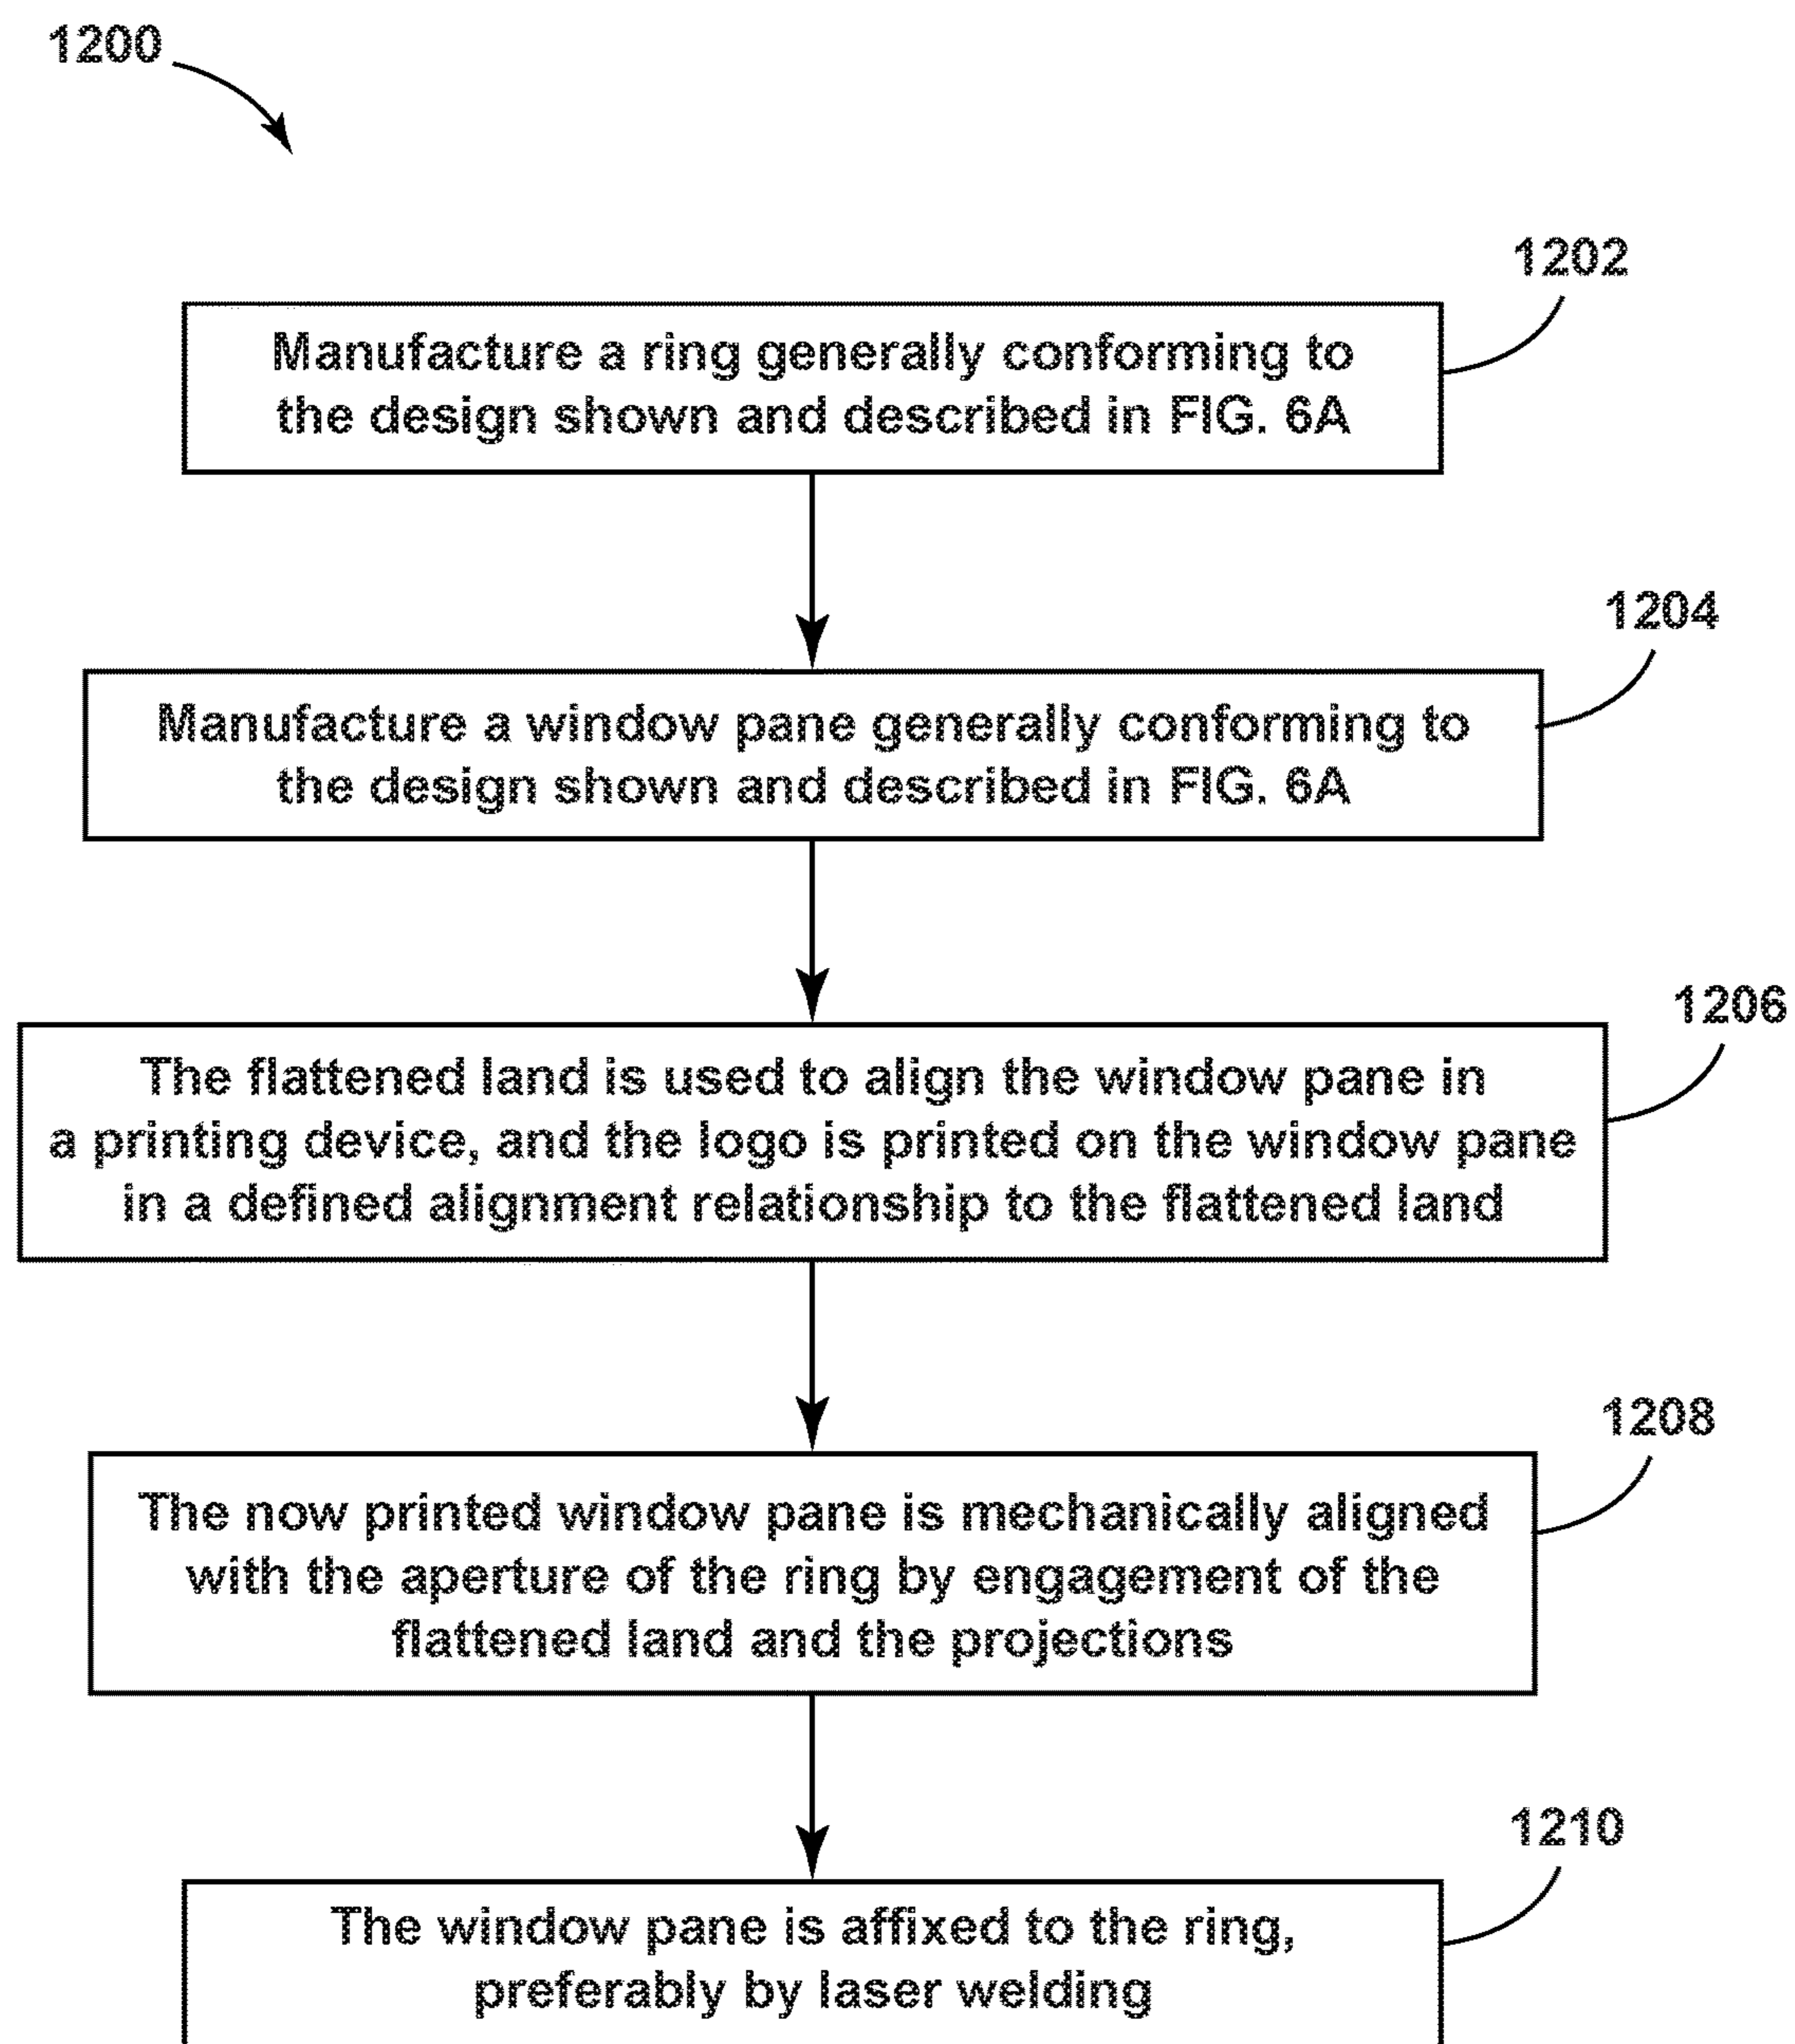 1200
1202
Manufacture a ring generally conforming to
the design shown and described in FIG. 6A
1204
Manufacture a window pane generally conforming to
the design shown and described in FIG. 6A
1206
The flattened land is used to align the window pane in
a printing device, and the logo is printed on the window pane
in a defined alignment relationship to the flattened land
1208
The now printed window pane is mechanically aligned
with the aperture of the ring by engagement of the
flattened land and the projections
1210
The window pane is affixed to the ring,
preferably by laser welding